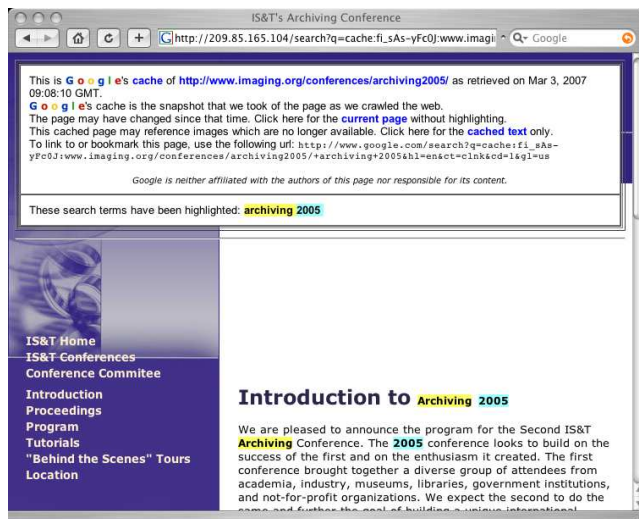 IS&T's Archiving Conference
http://209.85.165.104/search?q=cache:fi_sAs-yFc0J:www.imagi
Google
This is Google's cache of http://www.imaging.org/conferences/archiving2005/ as retrieved on Mar 3, 2007
09:08:10 GMT.
Google's cache is the snapshot that we took of the page as we crawled the web.
The page may have changed since that time. Click here for the current page without highlighting.
This cached page may reference images which are no longer available. Click here for the cached text only.
To link to or bookmark this page, use the following url: http://www.google.com/search?q=cache:fi_sAs-
yFc0J:www.imaging.org/conferences/archiving2005/+archiving+2005&hl=en&ct=clnk&cd=1&gl=us
Google is neither affiliated with the authors of this page nor responsible for its content.
These search terms have been highlighted: archiving 2005
IS&T Home
IS&T Conferences
Conference Commitee
Introduction
Proceedings
Program
Tutorials
"Behind the Scenes" Tours
Location
Introduction to Archiving 2005
We are pleased to announce the program for the Second IS&T
Archiving Conference. The 2005 conference looks to build on the
success of the first and on the enthusiasm it created. The first
conference brought together a diverse group of attendees from
academia, industry, museums, libraries, government institutions,
and not-for-profit organizations. We expect the second to do the
same and further the goal of building a unique international